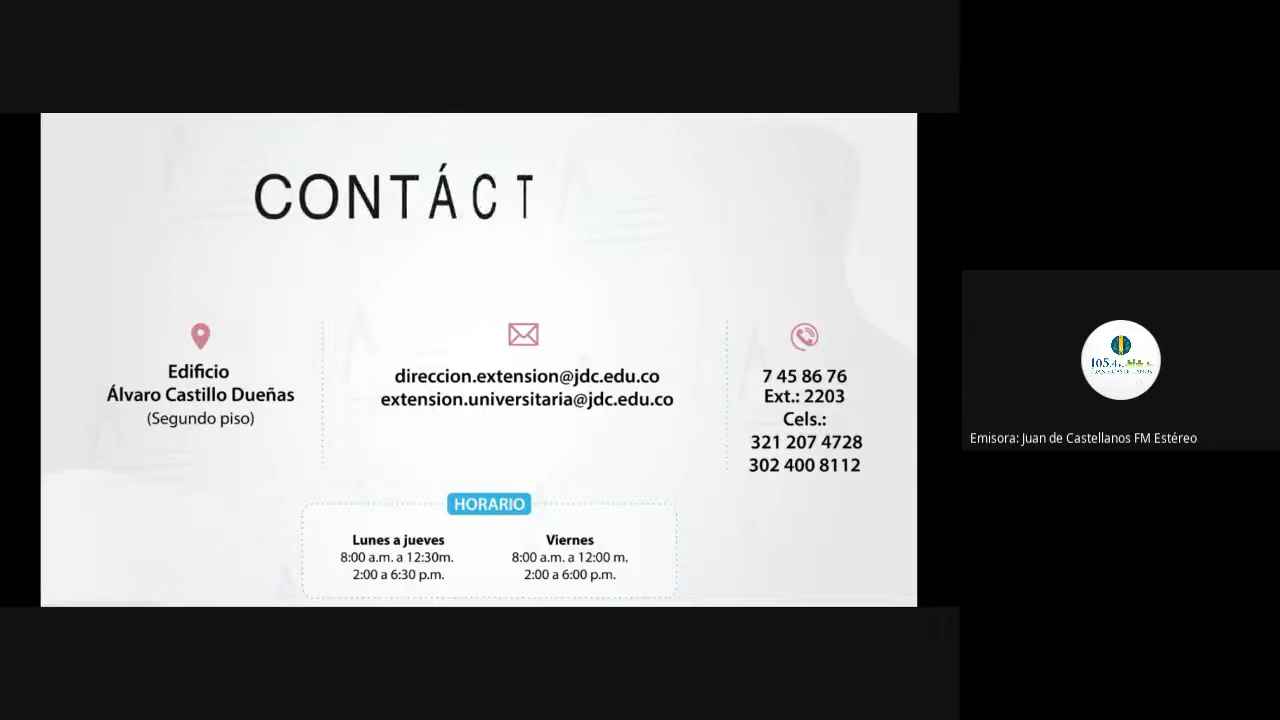 CONTÁCT
Edificio
Álvaro Castillo Dueñas
(Segundo piso)
direccion.extension@jdc.edu.co
extension.universitaria@jdc.edu.co
7 45 86 76
Ext.: 2203
Cels.:
321 207 4728
302 400 8112
HORARIO
Lunes a jueves
8:00 a.m. a 12:30m.
2:00 a 6:30 p.m.
Viernes
8:00 a.m. a 12:00 m.
2:00 a 6:00 p.m.
Emisora: Juan de Castellanos FM Estéreo